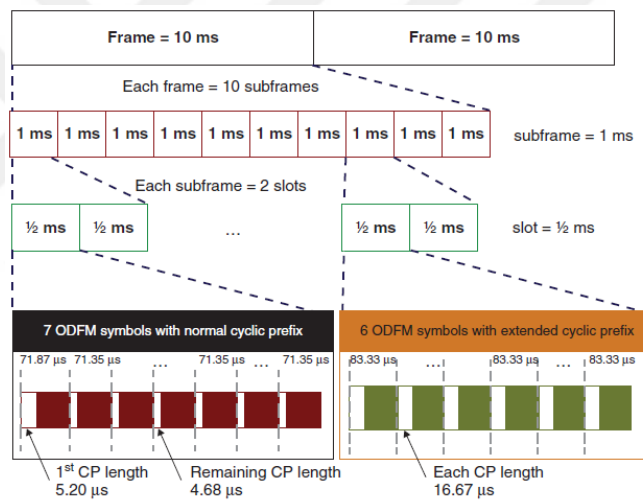 Frame = 10 ms Frame = 10 ms
Each frame = 10 subframes
1 ms 1 ms 1 ms 1 ms 1 ms 1 ms 1 ms 1 ms 1 ms 1 ms subframe = 1 ms
Each subframe = 2 slots
½ ms ½ ms ... ½ ms ½ ms slot = ½ ms
7 ODFM symbols with normal cyclic prefix 6 ODFM symbols with extended cyclic prefix
71.87 µs 71.35 µs ... 71.35 µs ... 71.35 µs 83.33 µs ... 83.33 µs ... 83.33 µs
1st CP length Remaining CP length Each CP length
5.20 µs 4.68 µs 16.67 µs